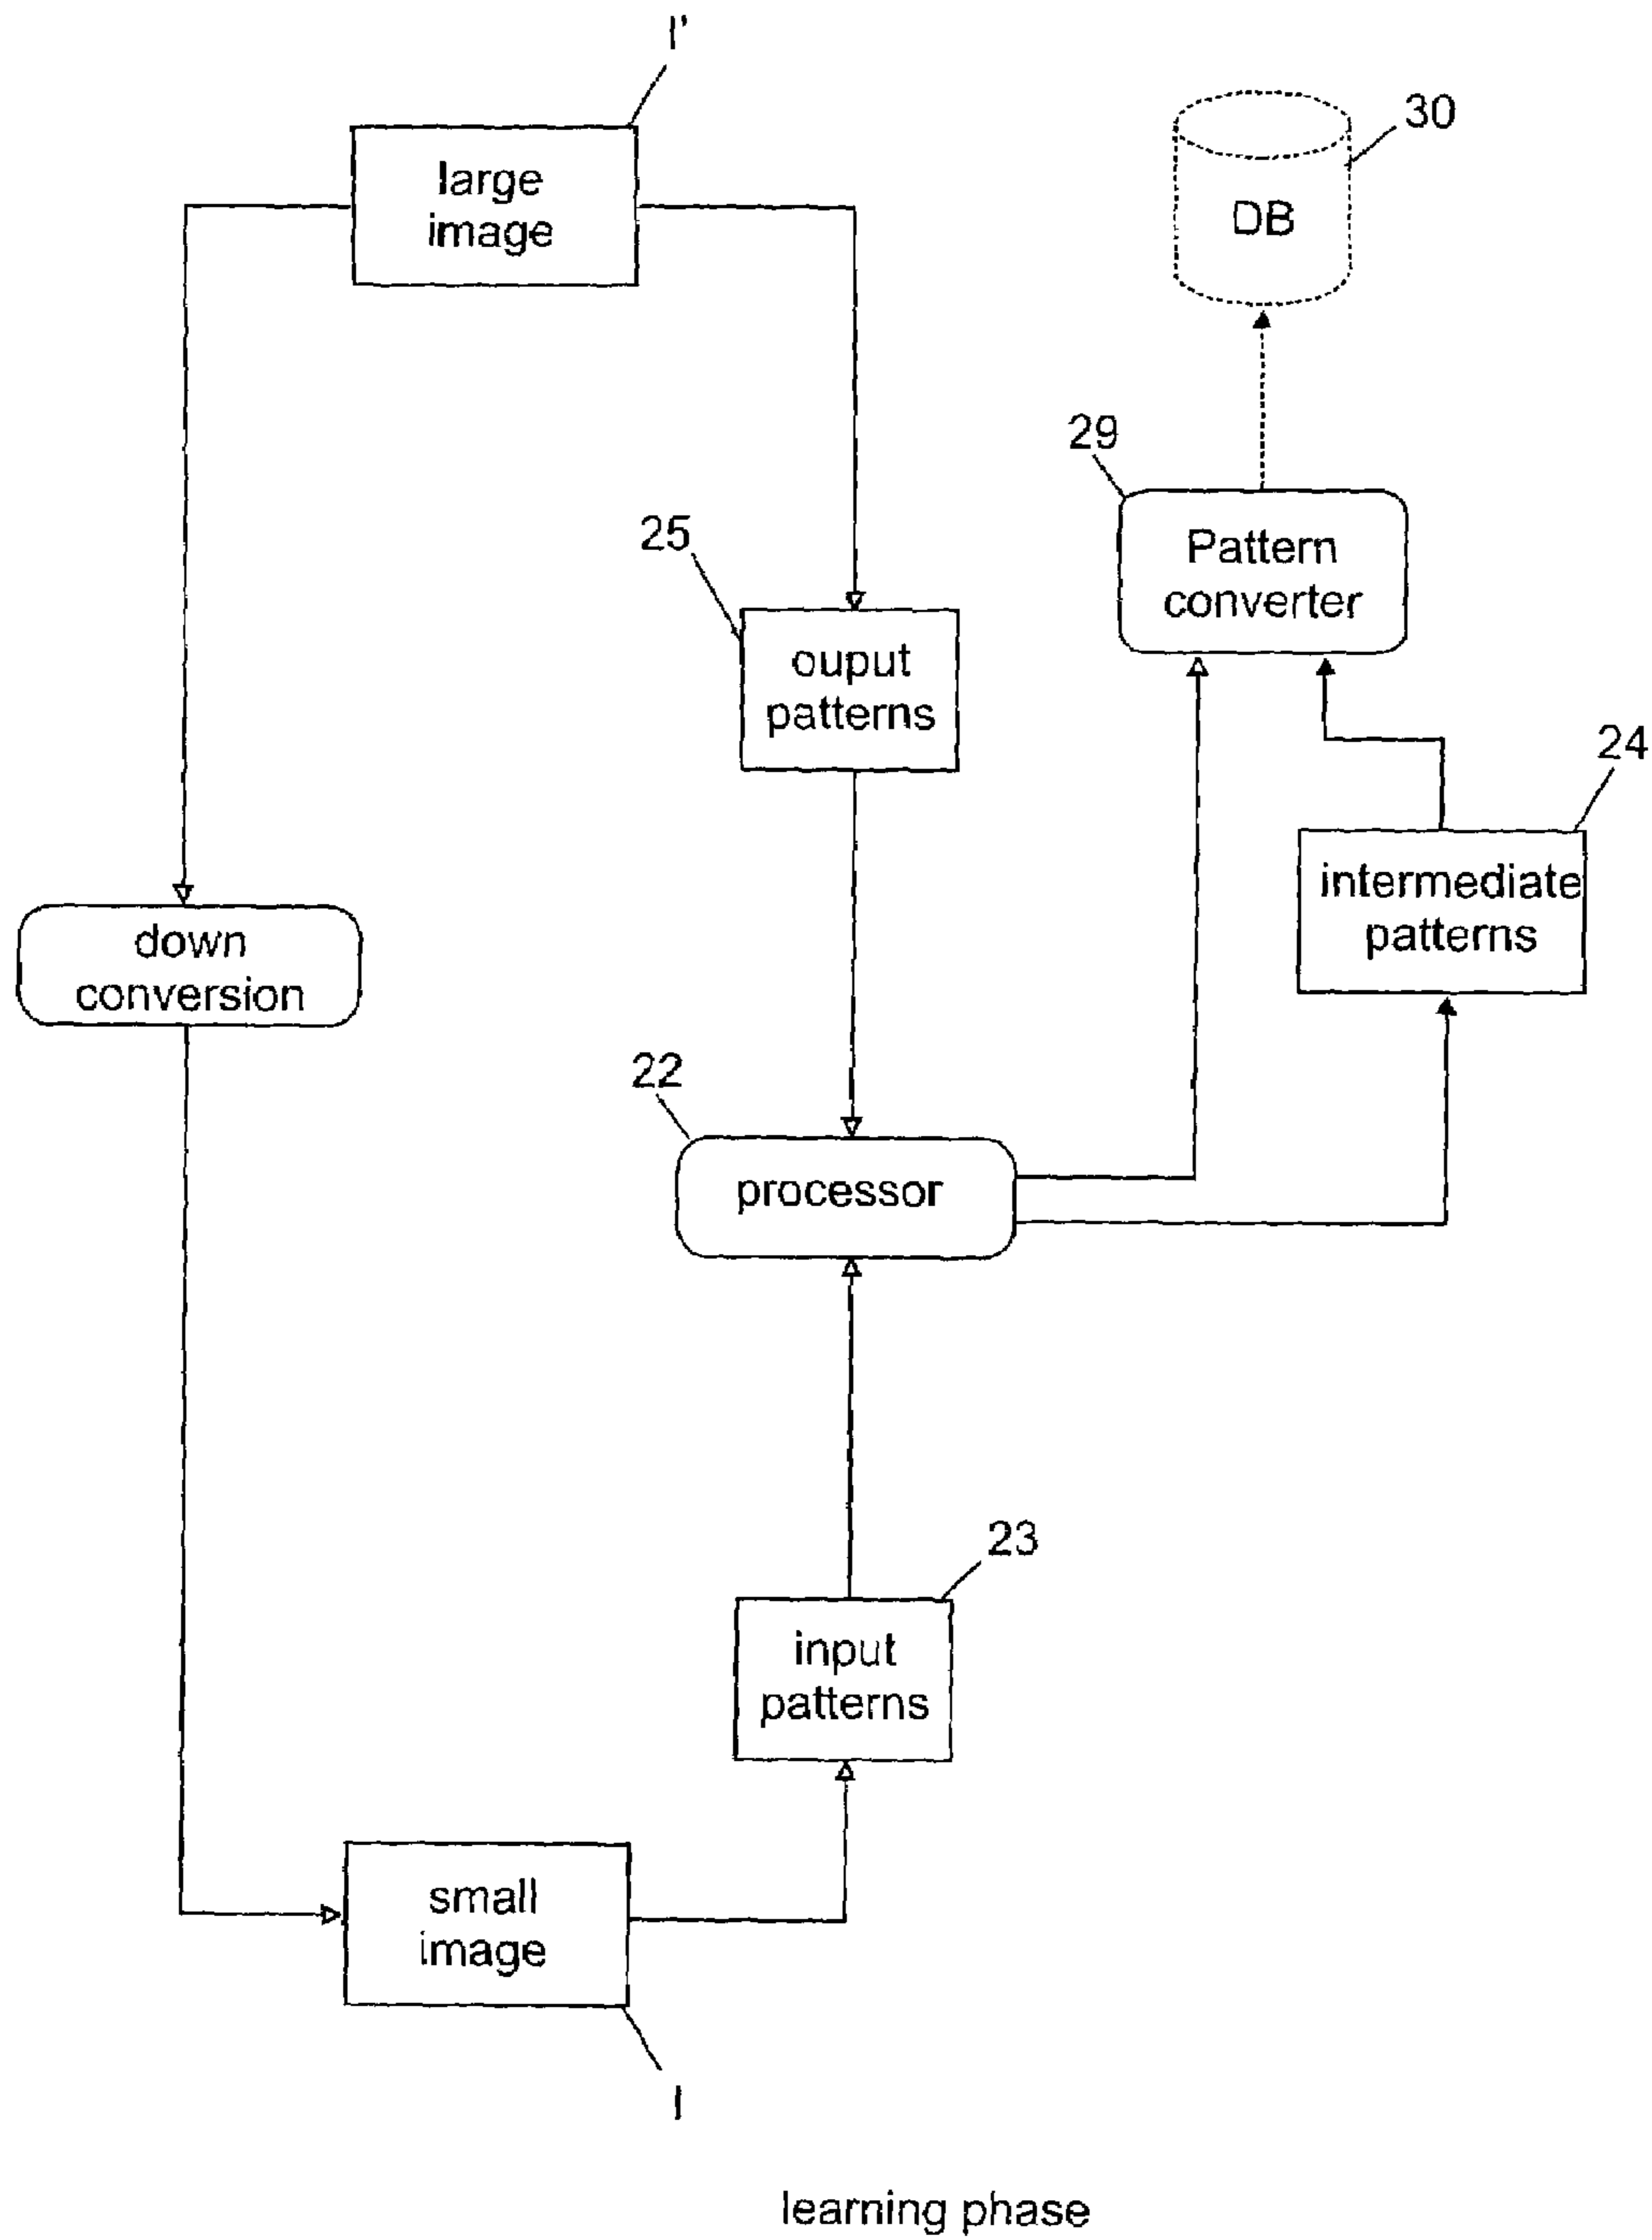 I'
large
image
30
DB
29
Pattern
converter
25
ouput
patterns
24
intermediate
patterns
down
conversion
22
processor
23
input
patterns
small
image
I
learning phase